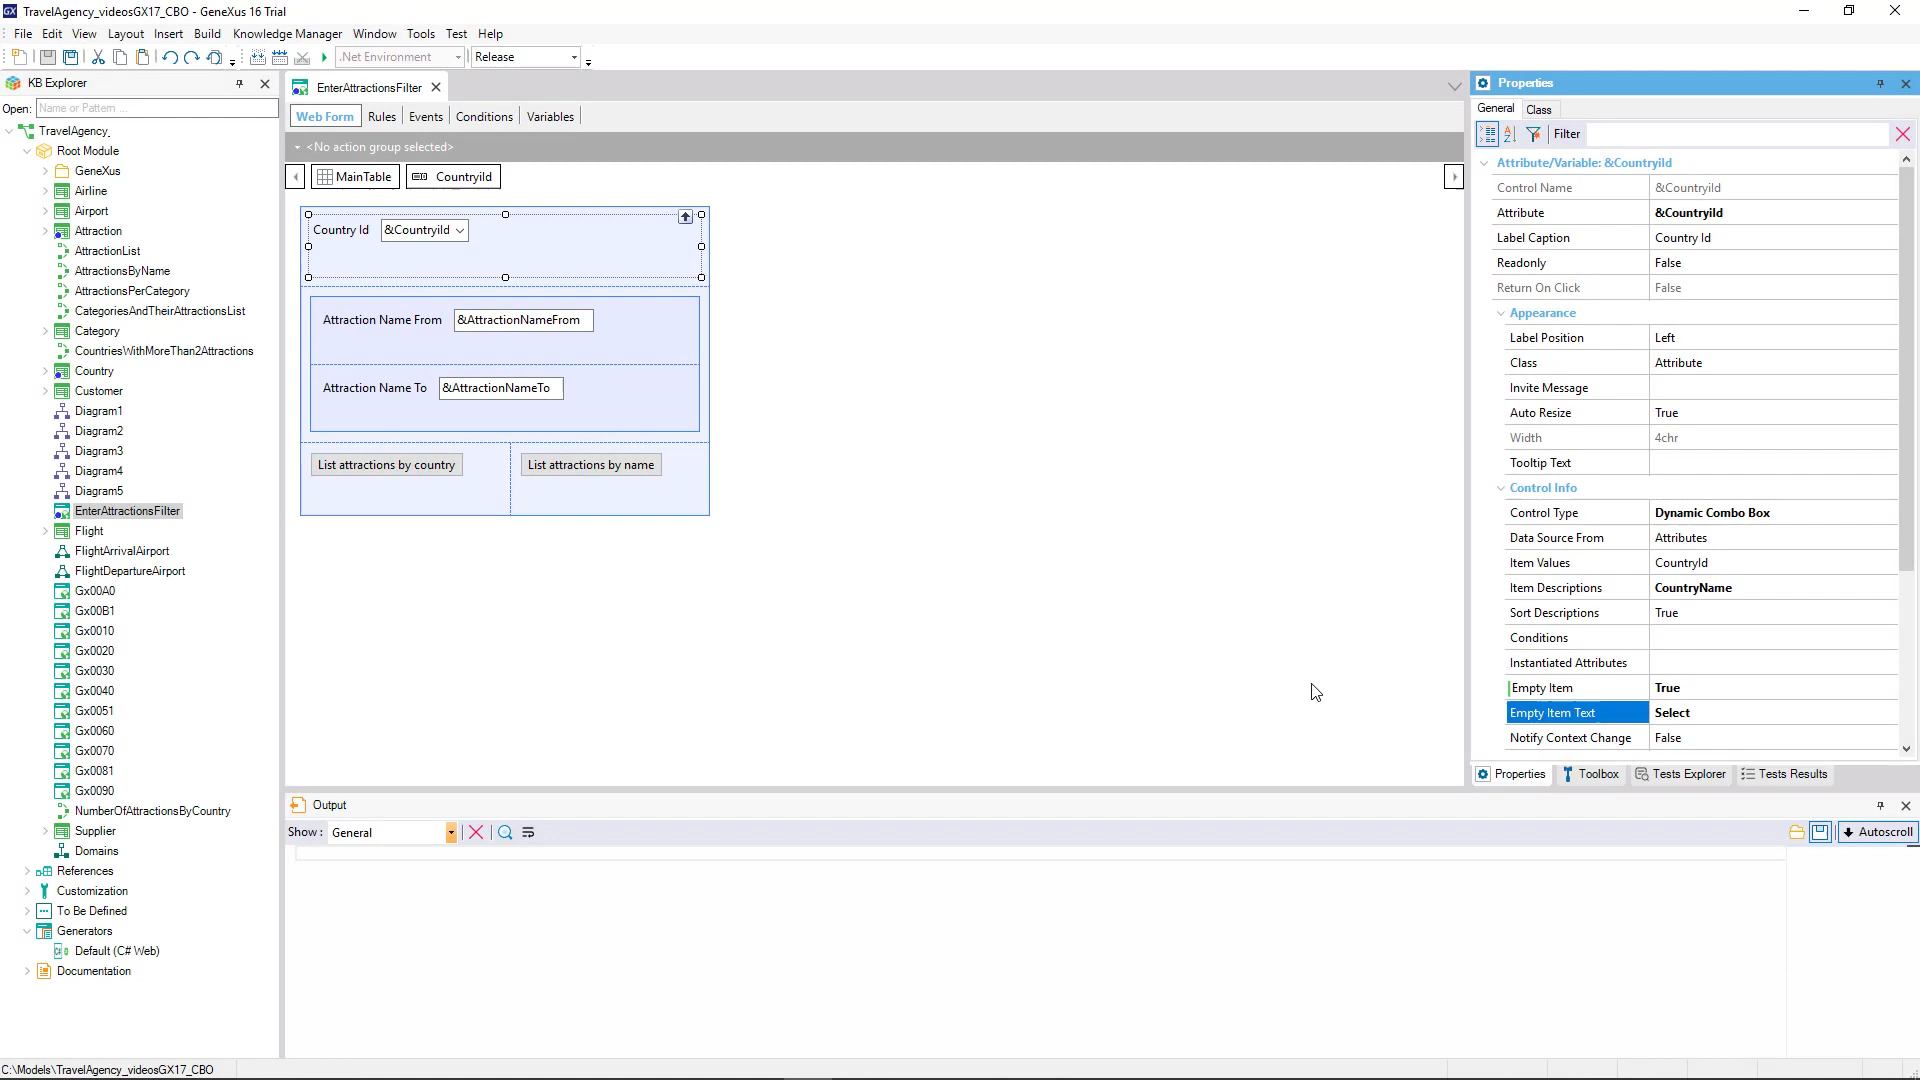 TravelAgency_videosGX17_CBO - GeneXus 16 Trial
File Edit View Layout Insert Build Knowledge Manager Window Tools Test Help
.Net Environment Release
KB Explorer
Open: Name or Pattern ...
TravelAgency_
Root Module
GeneXus
Airline
Airport
Attraction
AttractionList
AttractionsByName
AttractionsPerCategory
CategoriesAndTheirAttractionsList
Category
CountriesWithMoreThan2Attractions
Country
Customer
Diagram1
Diagram2
Diagram3
Diagram4
Diagram5
EnterAttractionsFilter
Flight
FlightArrivalAirport
FlightDepartureAirport
Gx00A0
Gx00B1
Gx0010
Gx0020
Gx0030
Gx0040
Gx0051
Gx0060
Gx0070
Gx0081
Gx0090
NumberOfAttractionsByCountry
Supplier
Domains
References
Customization
To Be Defined
Generators
Default (C# Web)
Documentation
EnterAttractionsFilter
Web Form Rules Events Conditions Variables
<No action group selected>
MainTable CountryId
Country Id &CountryId
Attraction Name From &AttractionNameFrom
Attraction Name To &AttractionNameTo
List attractions by country List attractions by name
Output
Show: General
Autoscroll
Properties
General Class
Filter
Attribute/Variable: &CountryId
Control Name &CountryId
Attribute &CountryId
Label Caption Country Id
Readonly False
Return On Click False
Appearance
Label Position Left
Class Attribute
Invite Message
Auto Resize True
Width 4chr
Tooltip Text
Control Info
Control Type Dynamic Combo Box
Data Source From Attributes
Item Values CountryId
Item Descriptions CountryName
Sort Descriptions True
Conditions
Instantiated Attributes
Empty Item True
Empty Item Text Select
Notify Context Change False
Properties Toolbox Tests Explorer Tests Results
C:\Models\TravelAgency_videosGX17_CBO